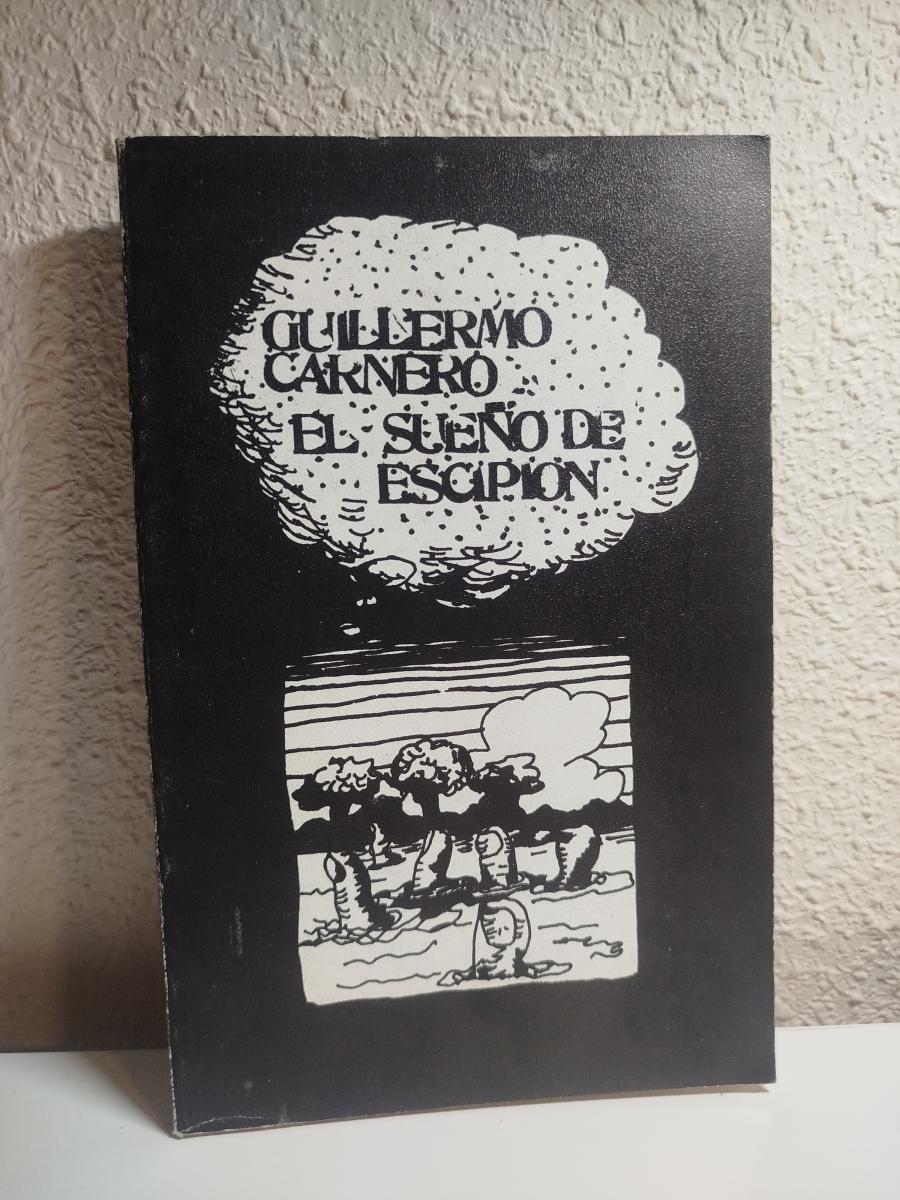 GUILLERMO
CARNERO
EL SUEÑO DE
ESCIPION